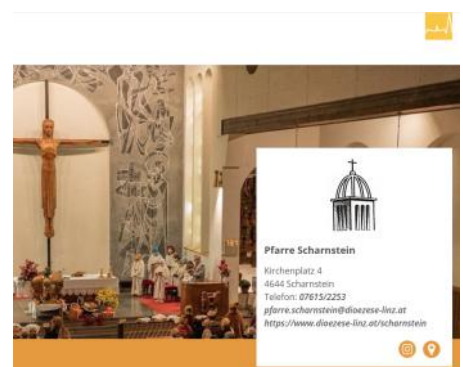 Pfarre Scharnstein
Kirchenplatz 4
4644 Scharnstein
Telefon: 07615/2253
pfarre.scharnstein@dioezese-linz.at
https://www.dioezese-linz.at/scharnstein